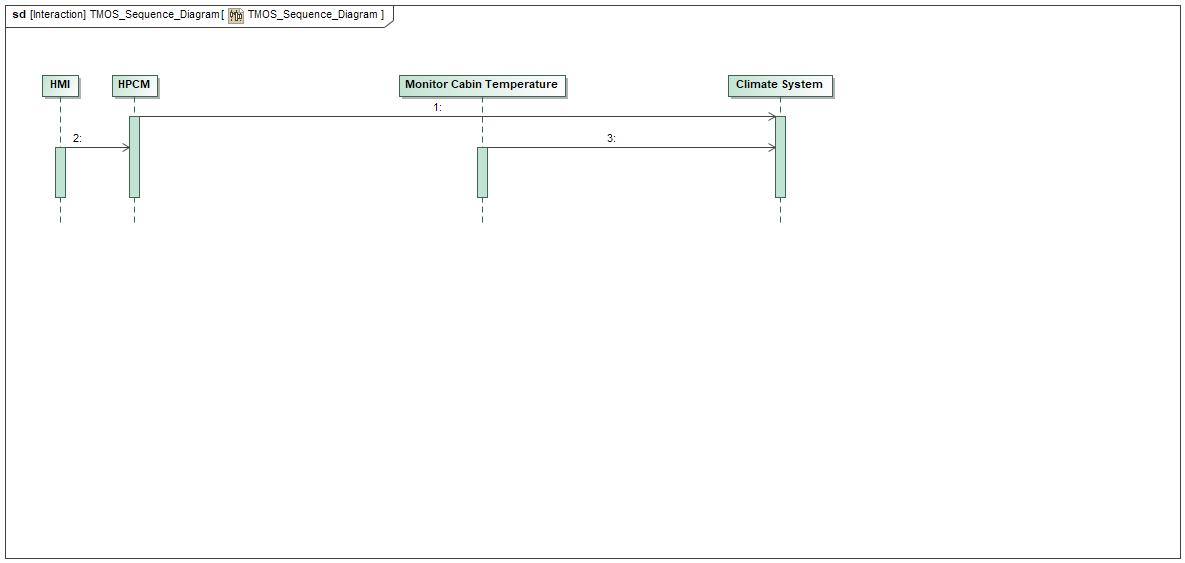 sd [Interaction] TMOS_Sequence_Diagram[ TMOS_Sequence_Diagram ]
HMI HPCM Monitor Cabin Temperature Climate System
1:
2: 3: